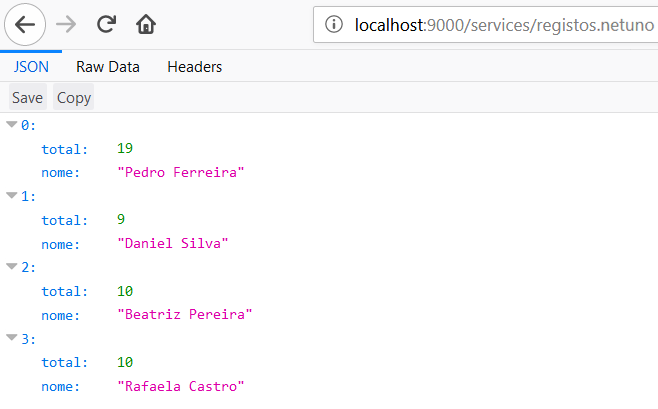 localhost:9000/services/registos.netuno
JSON Raw Data Headers
Save Copy
0:
total: 19
nome: "Pedro Ferreira"
1:
total: 9
nome: "Daniel Silva"
2:
total: 10
nome: "Beatriz Pereira"
3:
total: 10
nome: "Rafaela Castro"